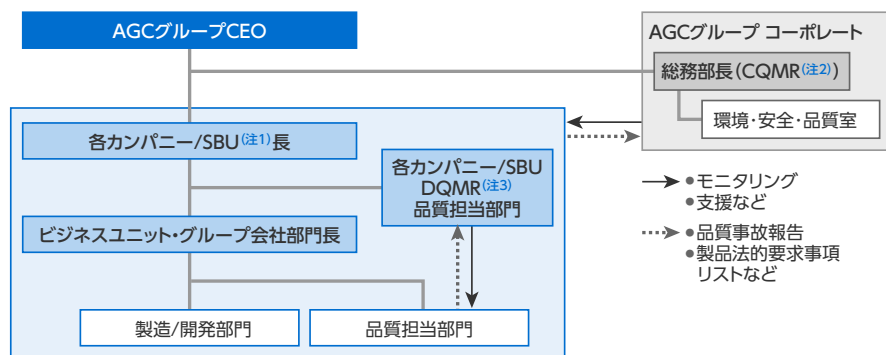 AGCグループCEO
AGCグループ コーポレート
総務部長(CQMR(注2))
環境・安全・品質室
各カンパニー/SBU(注1)長
各カンパニー/SBU
DQMR(注3)
品質担当部門
ビジネスユニット・グループ会社部門長
製造/開発部門
品質担当部門
●モニタリング
●支援など
●品質事故報告
●製品法的要求事項
リストなど